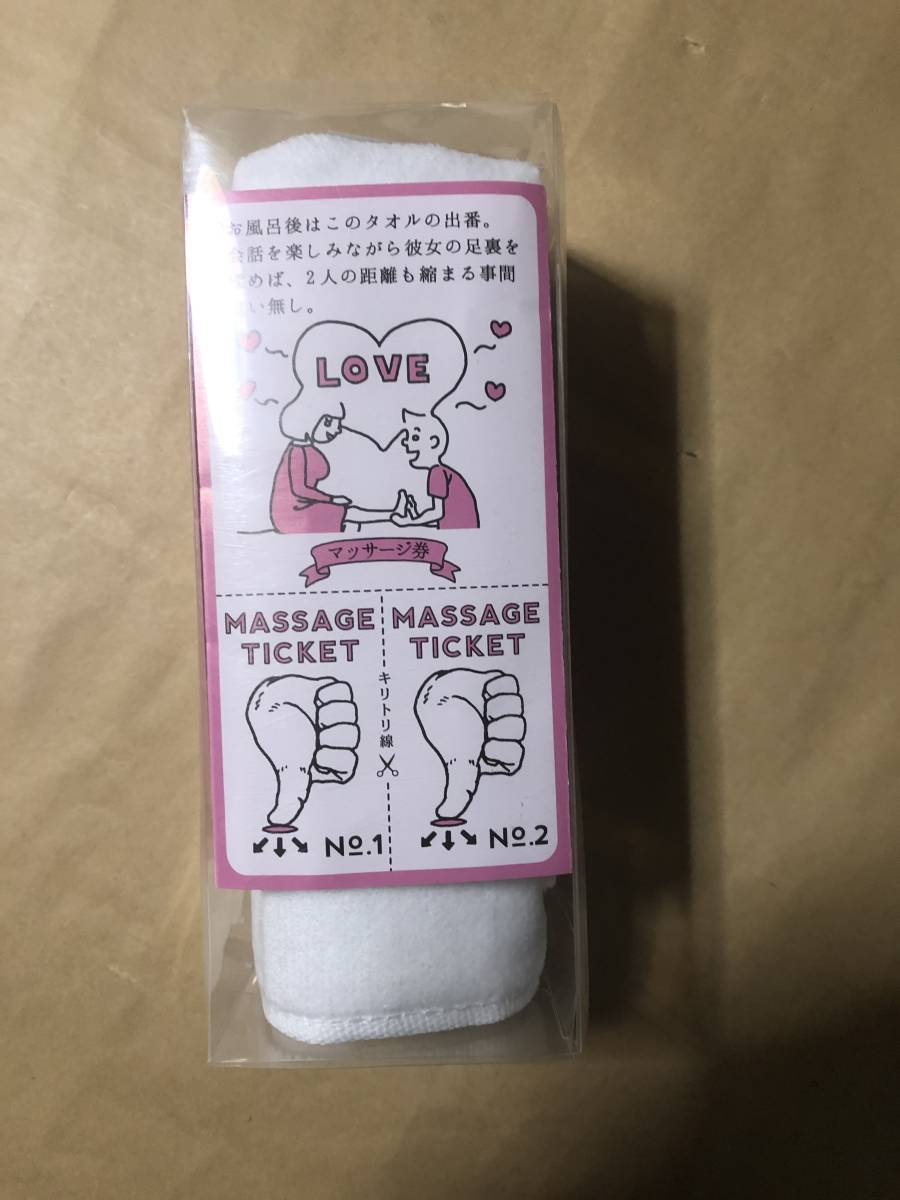 お風呂後はこのタオルの出番。
会話を楽しみながら彼女の足裏を
めば、2人の距離も縮まる事間
い無し。
LOVE
マッサージ券
MASSAGE
TICKET
No.1
キリトリ線
MASSAGE
TICKET
No.2